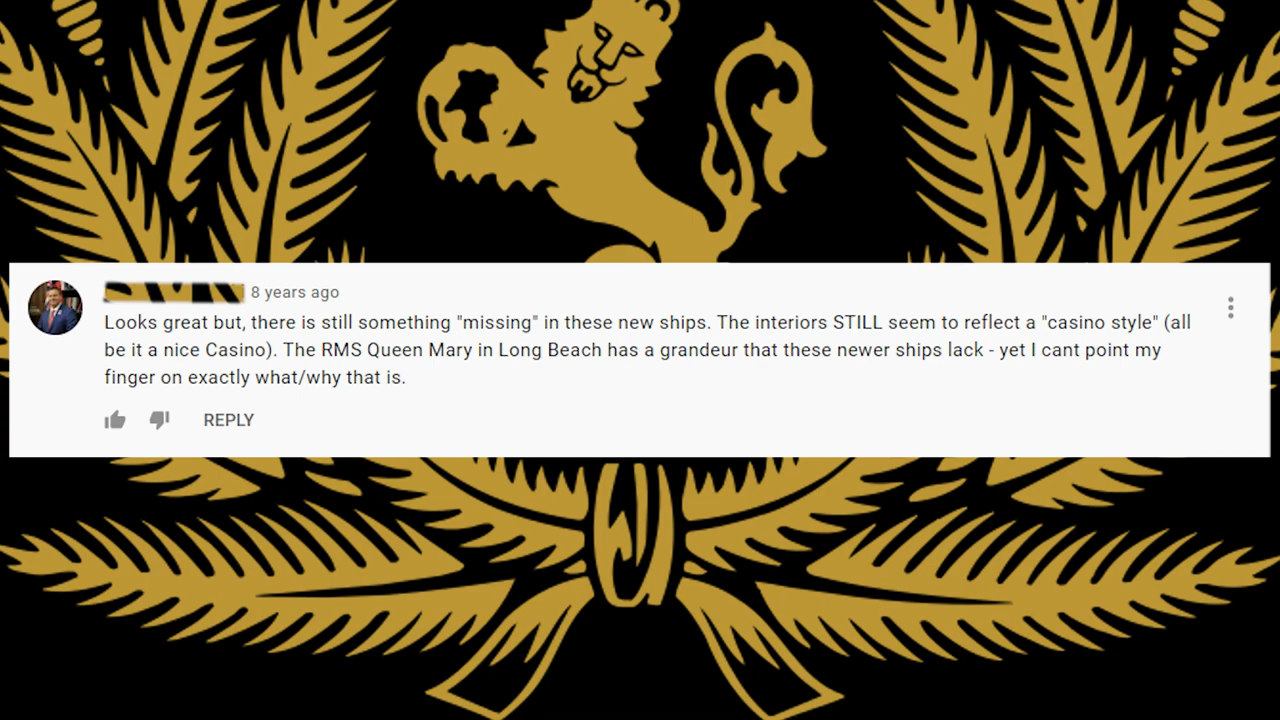 8 years ago
Looks great but, there is still something "missing" in these new ships. The interiors STILL seem to reflect a "casino style" (all
be it a nice Casino). The RMS Queen Mary in Long Beach has a grandeur that these newer ships lack - yet I cant point my
finger on exactly what/why that is.
REPLY